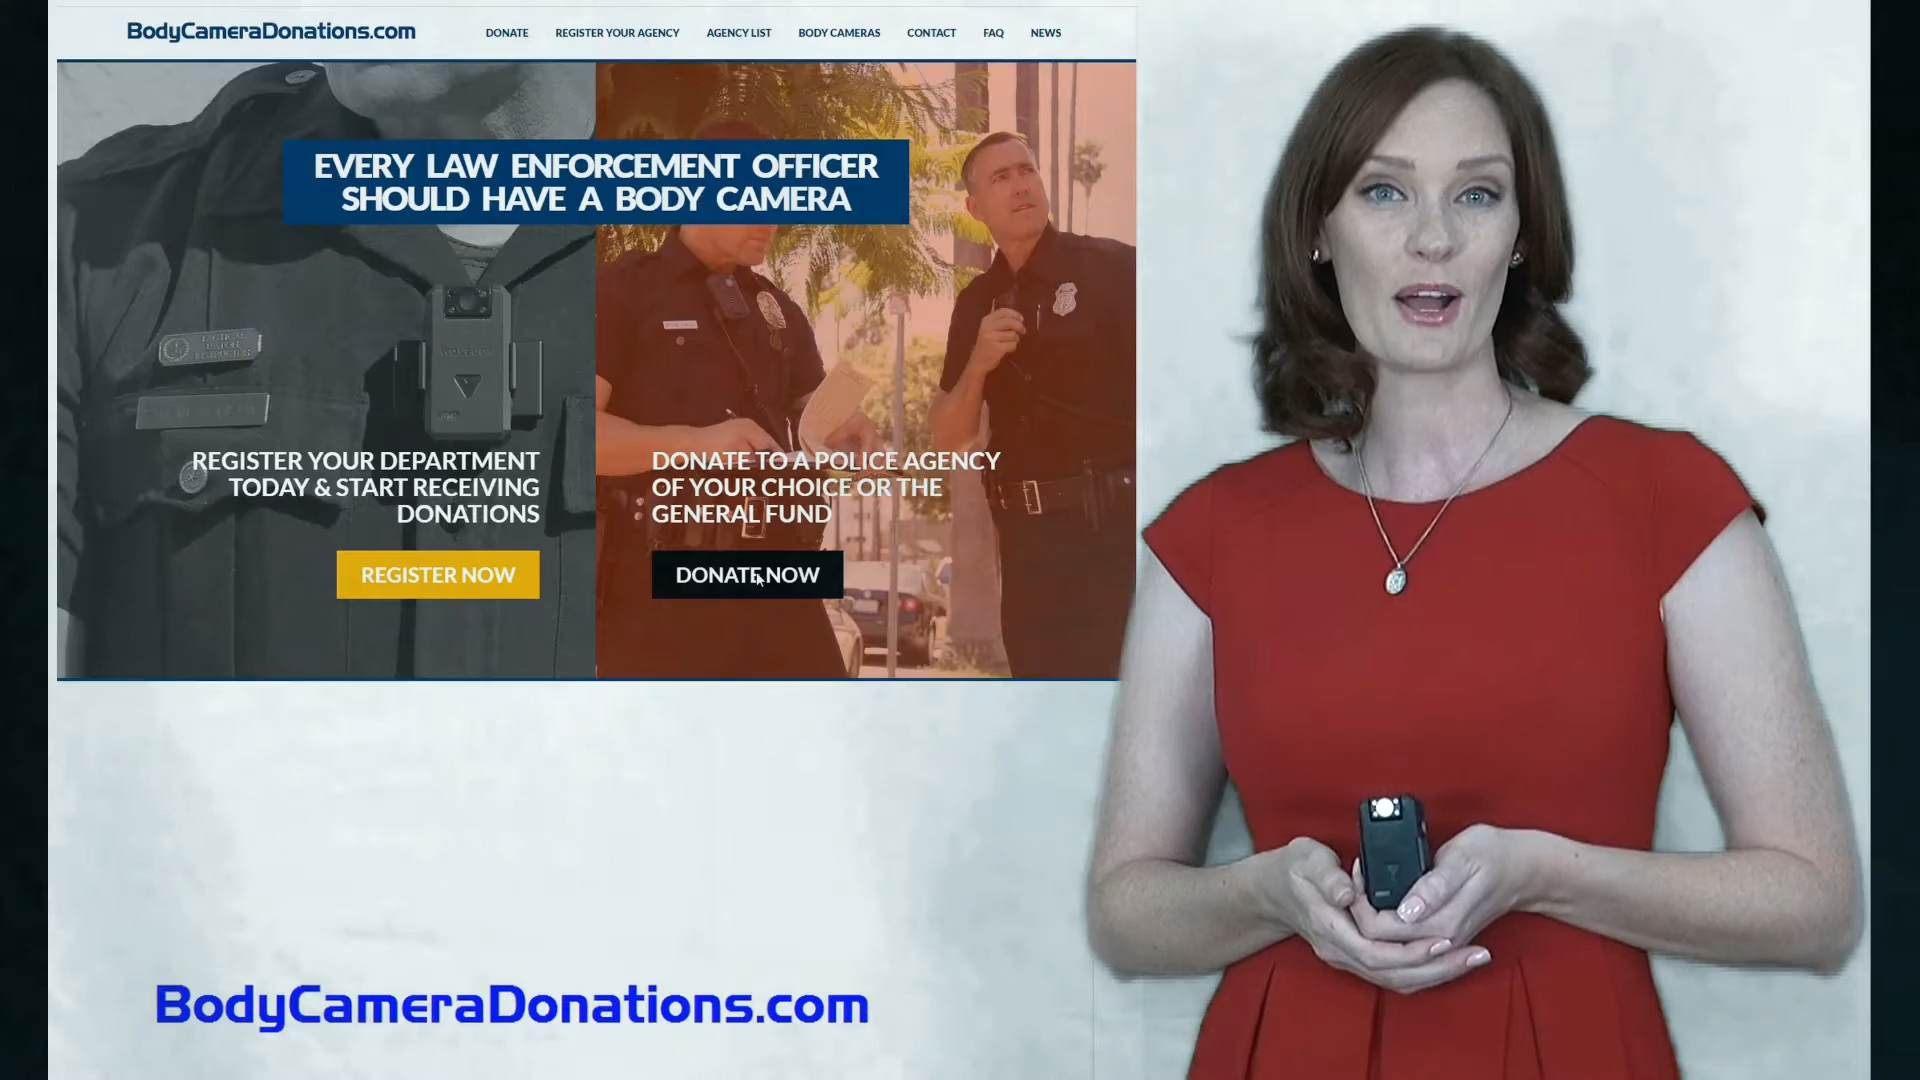 BodyCameraDonations.com
DONATE
REGISTER YOUR AGENCY
AGENCY LIST
BODY CAMERAS
CONTACT
FAQ
NEWS
EVERY LAW ENFORCEMENT OFFICER
SHOULD HAVE A BODY CAMERA
REGISTER YOUR DEPARTMENT
TODAY & START RECEIVING
DONATIONS
REGISTER NOW
DONATE TO A POLICE AGENCY
OF YOUR CHOICE OR THE
GENERAL FUND
DONATE NOW
BodyCameraDonations.com